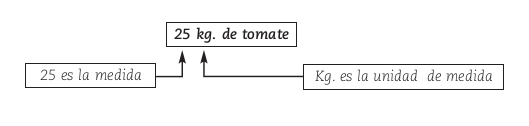 25 kg. de tomate
25 es la medida
Kg. es la unidad de medida